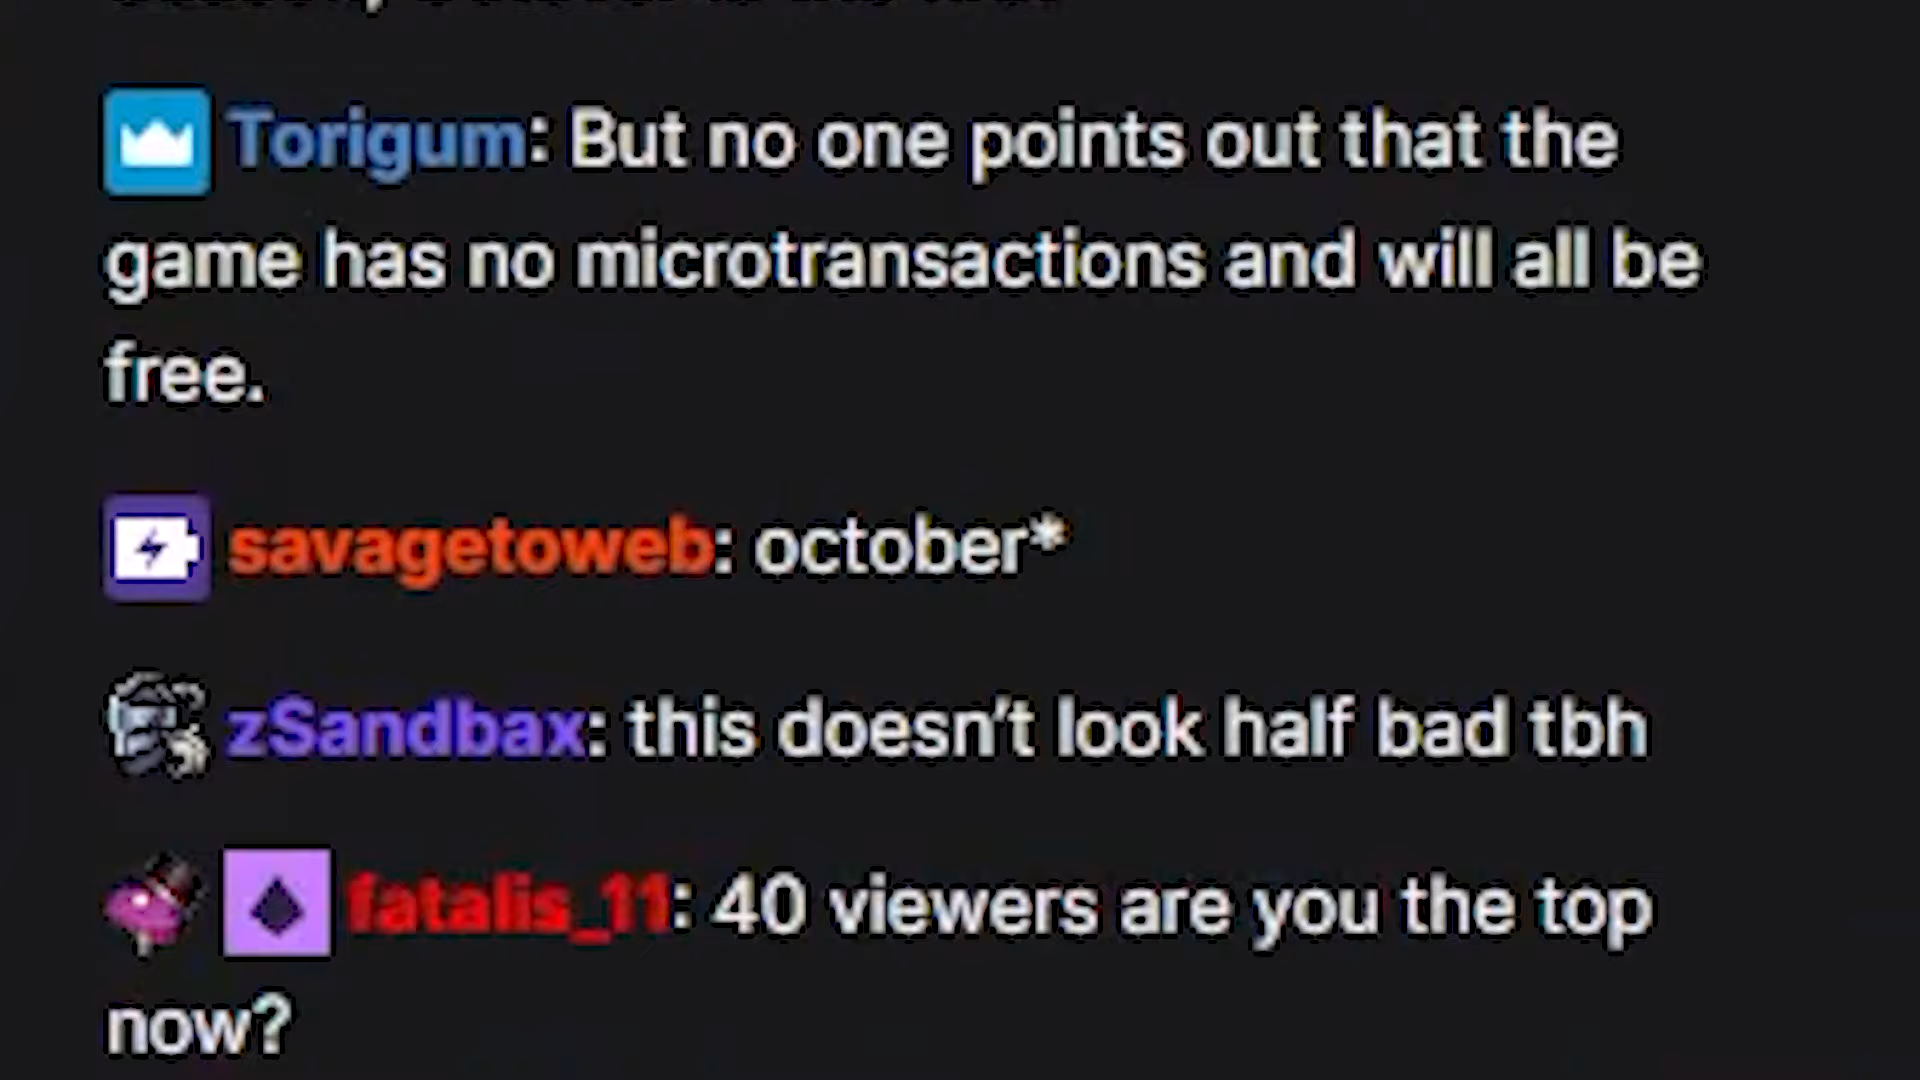 Torigum: But no one points out that the
game has no microtransactions and will all be
free.
savagetoweb: october*
zSandbax: this doesn't look half bad tbh
fatalis_11: 40 viewers are you the top
now?